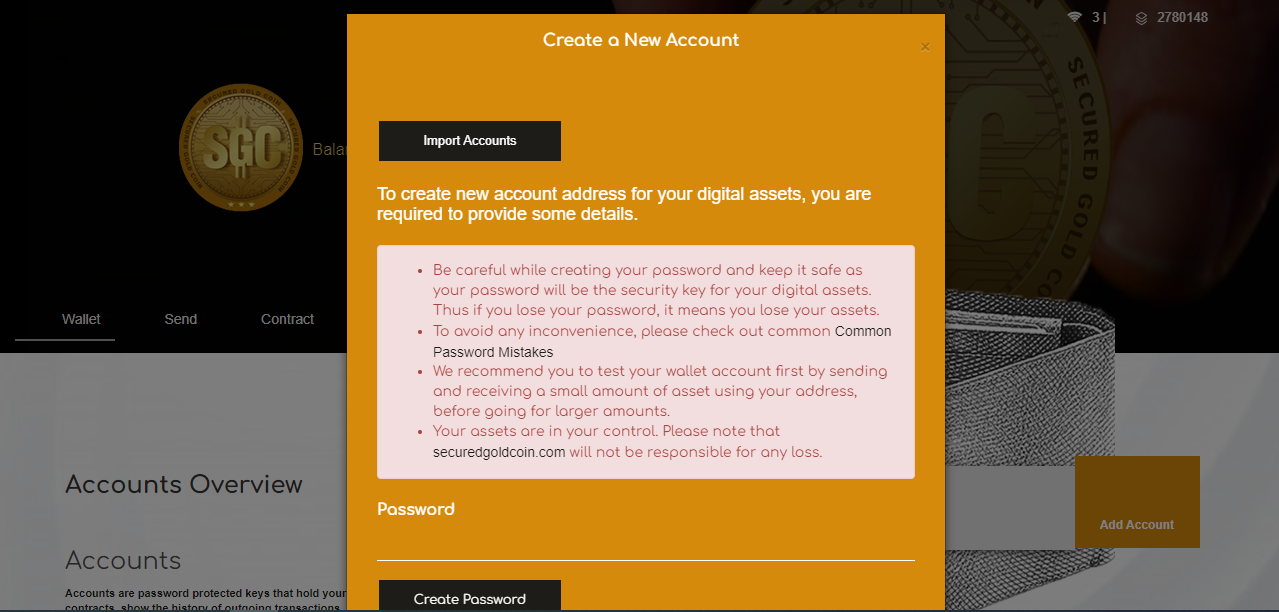 3 |
2780148
Create a New Account
×
SECURED GOLD COIN
SGC
Balan
Import Accounts
To create new account address for your digital assets, you are
required to provide some details.
Be careful while creating your password and keep it safe as
your password will be the security key for your digital assets.
Thus if you lose your password, it means you lose your assets.
To avoid any inconvenience, please check out common Common
Password Mistakes
We recommend you to test your wallet account first by sending
and receiving a small amount of asset using your address,
before going for larger amounts.
Your assets are in your control. Please note that
securedgoldcoin.com will not be responsible for any loss.
Wallet
Send
Contract
SECURED GOLD CO
Accounts Overview
Password
Add Account
Accounts
Accounts are password protected keys that hold your
contracts, show the history of outgoing transactions
Create Password